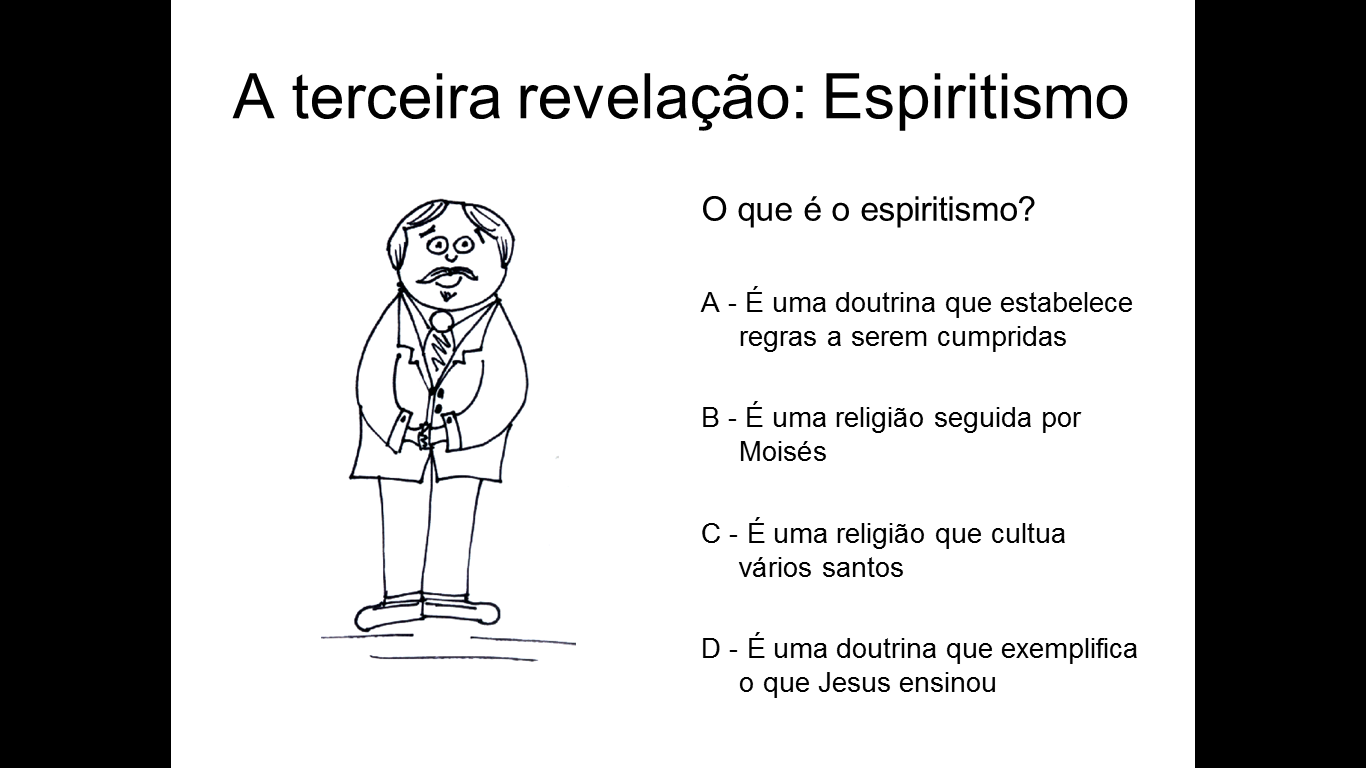 A terceira revelação: Espiritismo
O que é o espiritismo?
A - É uma doutrina que estabelece
regras a serem cumpridas
B - É uma religião seguida por
Moisés
C - É uma religião que cultua
vários santos
D - É uma doutrina que exemplifica
o que Jesus ensinou